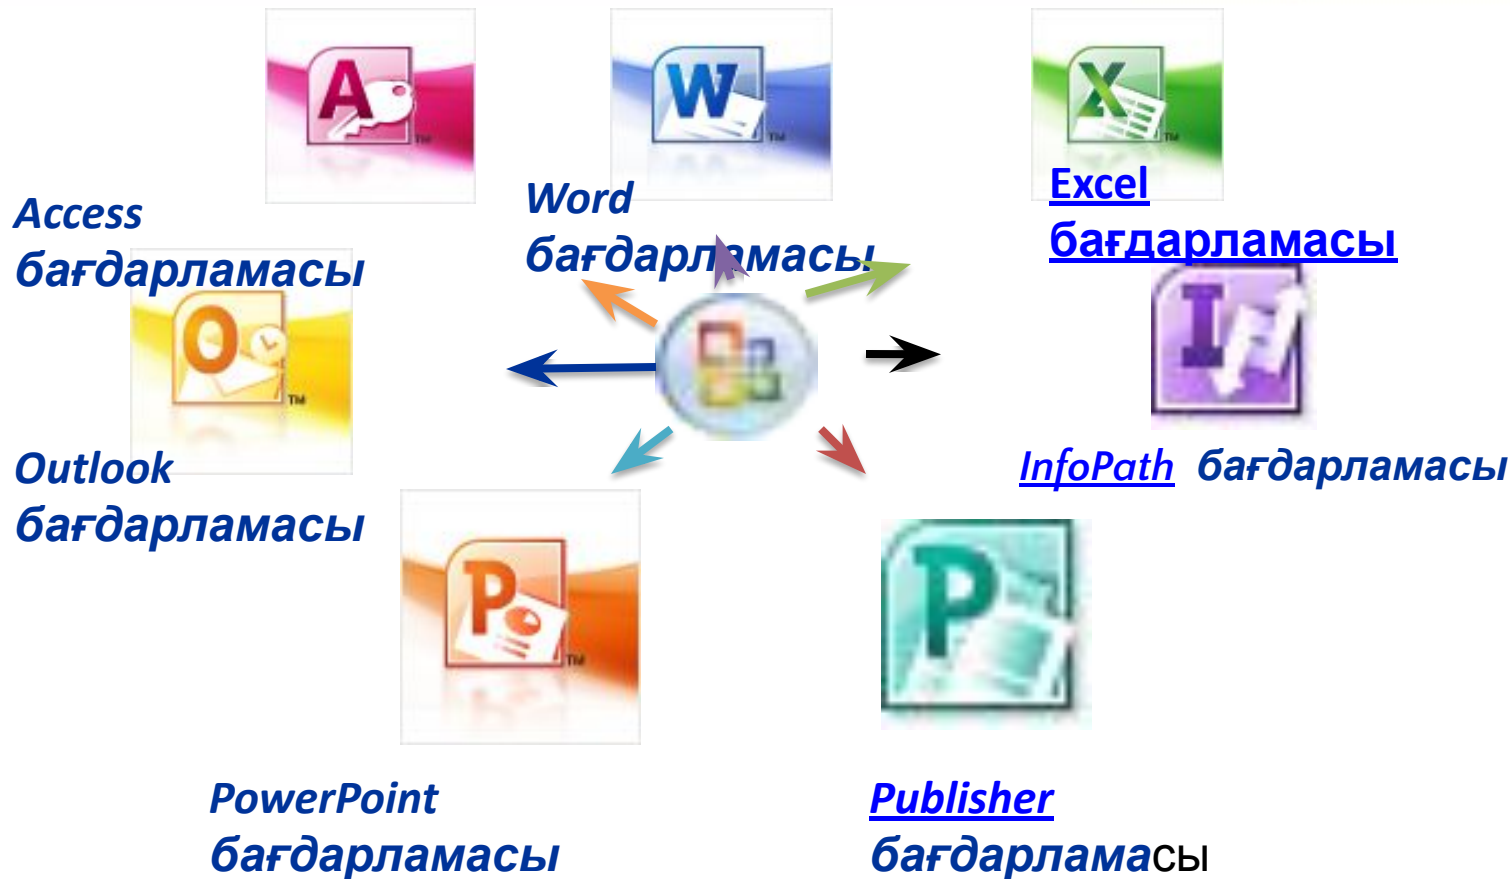 Access
бағдарламасы
Word
бағдарламасы
Excel
бағдарламасы
Outlook
бағдарламасы
InfoPath бағдарламасы
PowerPoint
бағдарламасы
Publisher
бағдарламасы